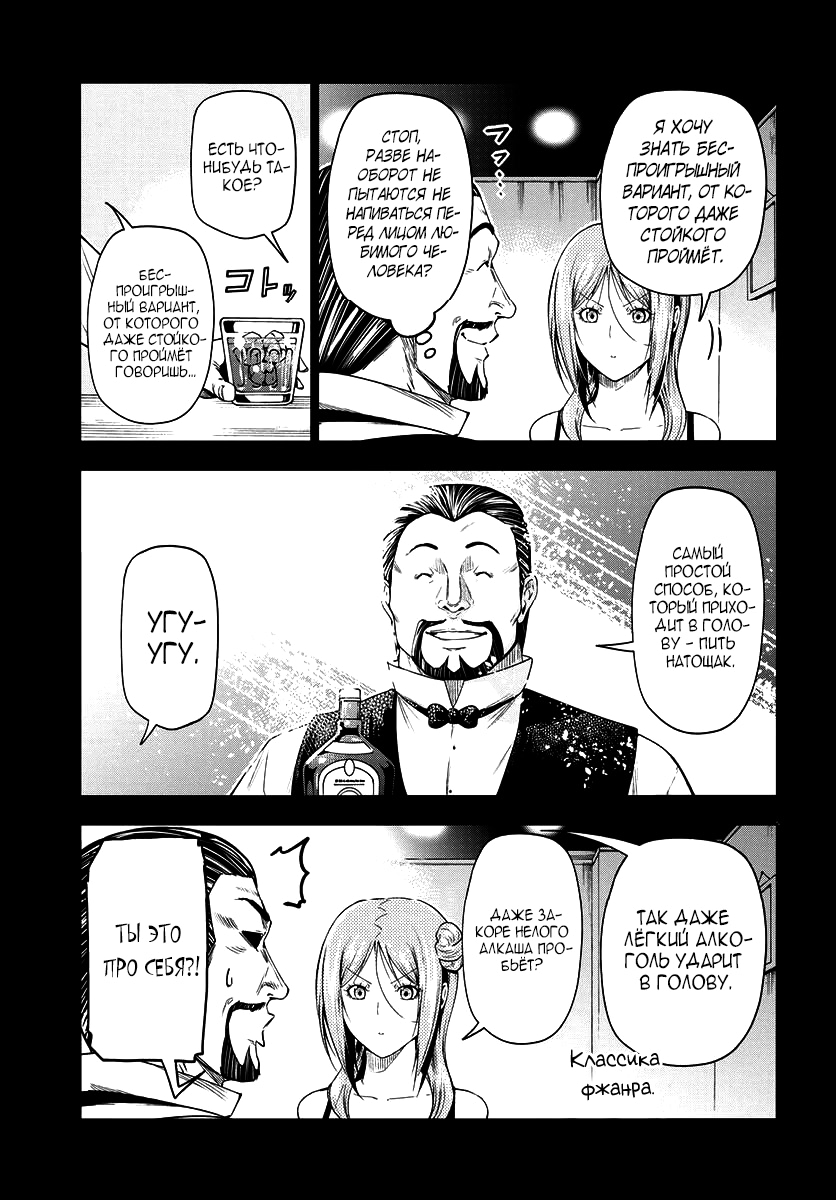 Я ХОЧУ
ЗНАТЬ БЕС-
ПРОИГРЫШНЫЙ
ВАРИАНТ, ОТ КО-
ТОРОГО ДАЖЕ
СТОЙКОГО
ПРОЙМЁТ.
フフ…
СТОП,
РАЗВЕ НА-
ОБОРОТ НЕ
ПЫТАЮТСЯ НЕ
НАПИВАТЬСЯ ПЕ-
РЕД ЛИЦОМ ЛЮ-
БИМОГО ЧЕ-
ЛОВЕКА?
ЕСТЬ ЧТО-
НИБУДЬ ТА-
КОЕ?
コトッ
БЕС-
ПРОИГРЫШ-
НЫЙ ВАРИАНТ,
ОТ КОТОРОГО
ДАЖЕ СТОЙКО-
ГО ПРОЙМЁТ
ГОВОРИШЬ...
САМЫЙ
ПРОСТОЙ
СПОСОБ, КО-
ТОРЫЙ ПРИХО-
ДИТ В ГОЛО-
ВУ – ПИТЬ
НАТОЩАК.
УГУ-
УГУ.
ТАК ДАЖЕ
ЛЁГКИЙ АЛКО-
ГОЛЬ УДАРИТ
В ГОЛОВУ.
Классика
фжанра.
ДАЖЕ ЗА-
КОРЕ НЕЛОГО
АЛКАША ПРО-
БЬЁТ?
ТЫ ЭТО
ПРО СЕБЯ?!